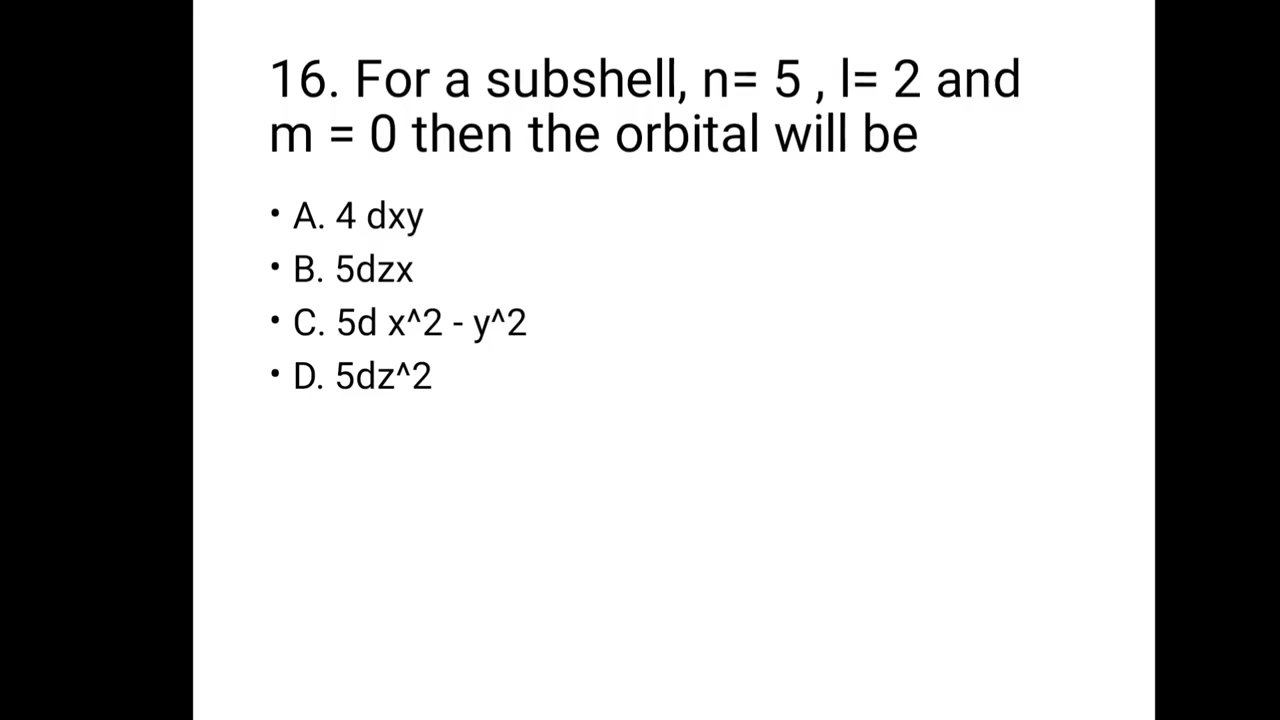 16. For a subshell, n= 5 , l= 2 and
m = 0 then the orbital will be
• A. 4 dxy
• B. 5dzx
• C. 5d x^2 - y^2
• D. 5dz^2